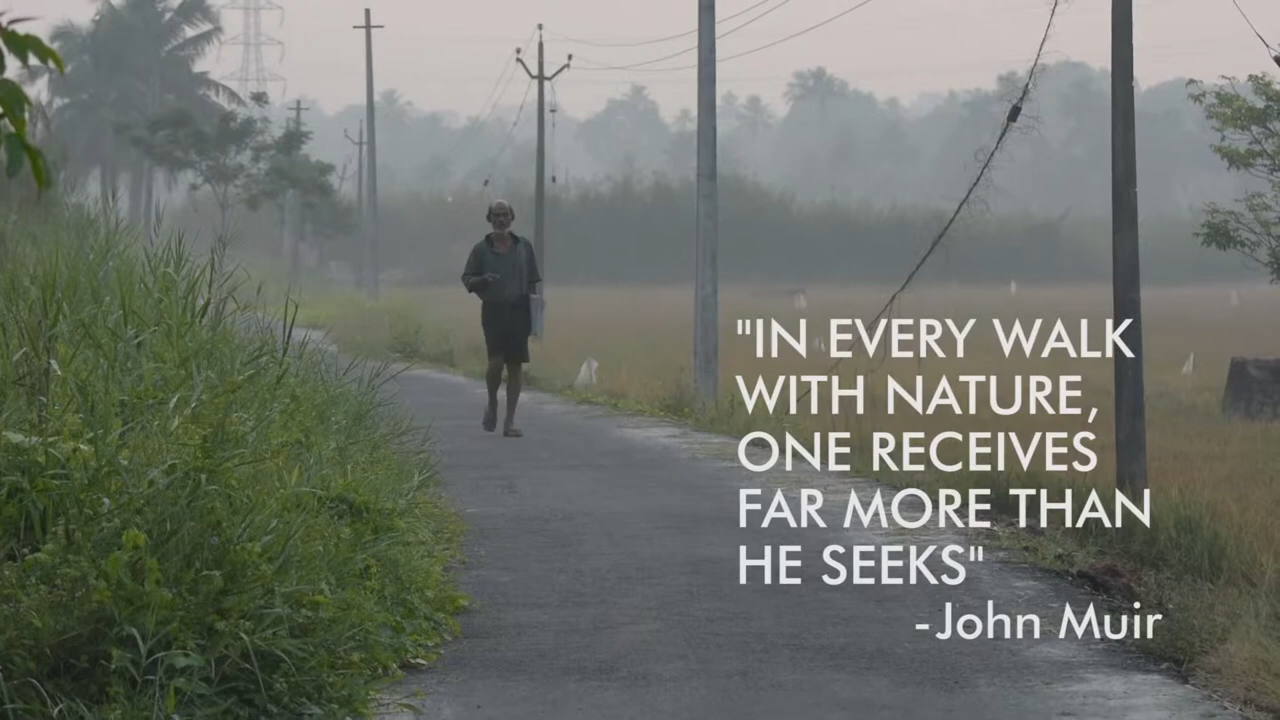 "IN EVERY WALK
WITH NATURE,
ONE RECEIVES
FAR MORE THAN
HE SEEKS"
-John Muir